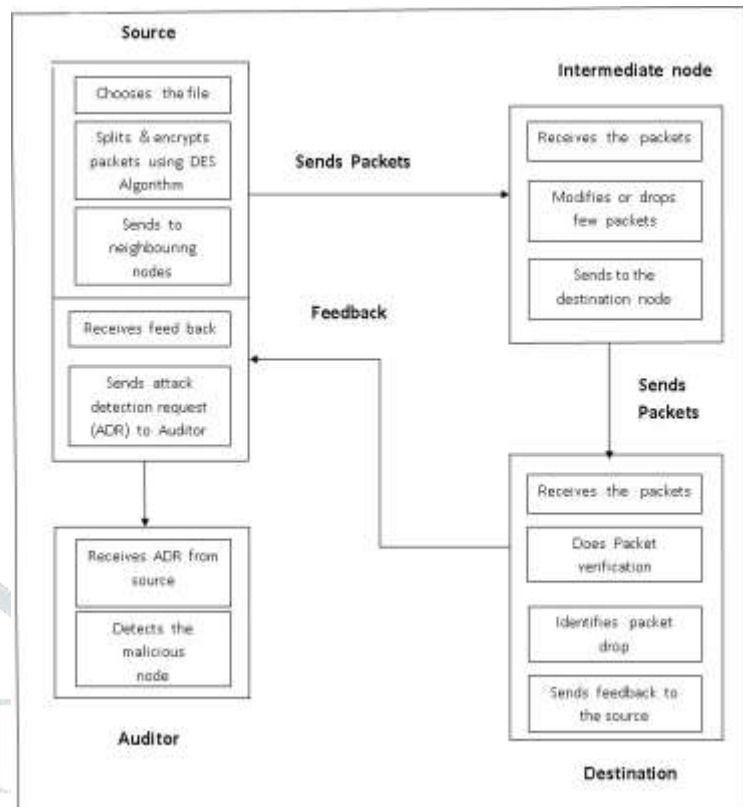 Source
Chooses the file
Splits & encrypts
packets using DES
Algorithm
Sends to
neighbouring
nodes
Receives feed back
Sends attack
detection request
(ADR) to Auditor
Receives ADR from
source
Detects the
malicious
node
Auditor
Sends Packets
Feedback
Intermediate node
Receives the packets
Modifies or drops
few packets
Sends to the
destination node
Sends
Packets
Receives the packets
Does Packet
verification
Identifies packet
drop
Sends feedback to
the source
Destination